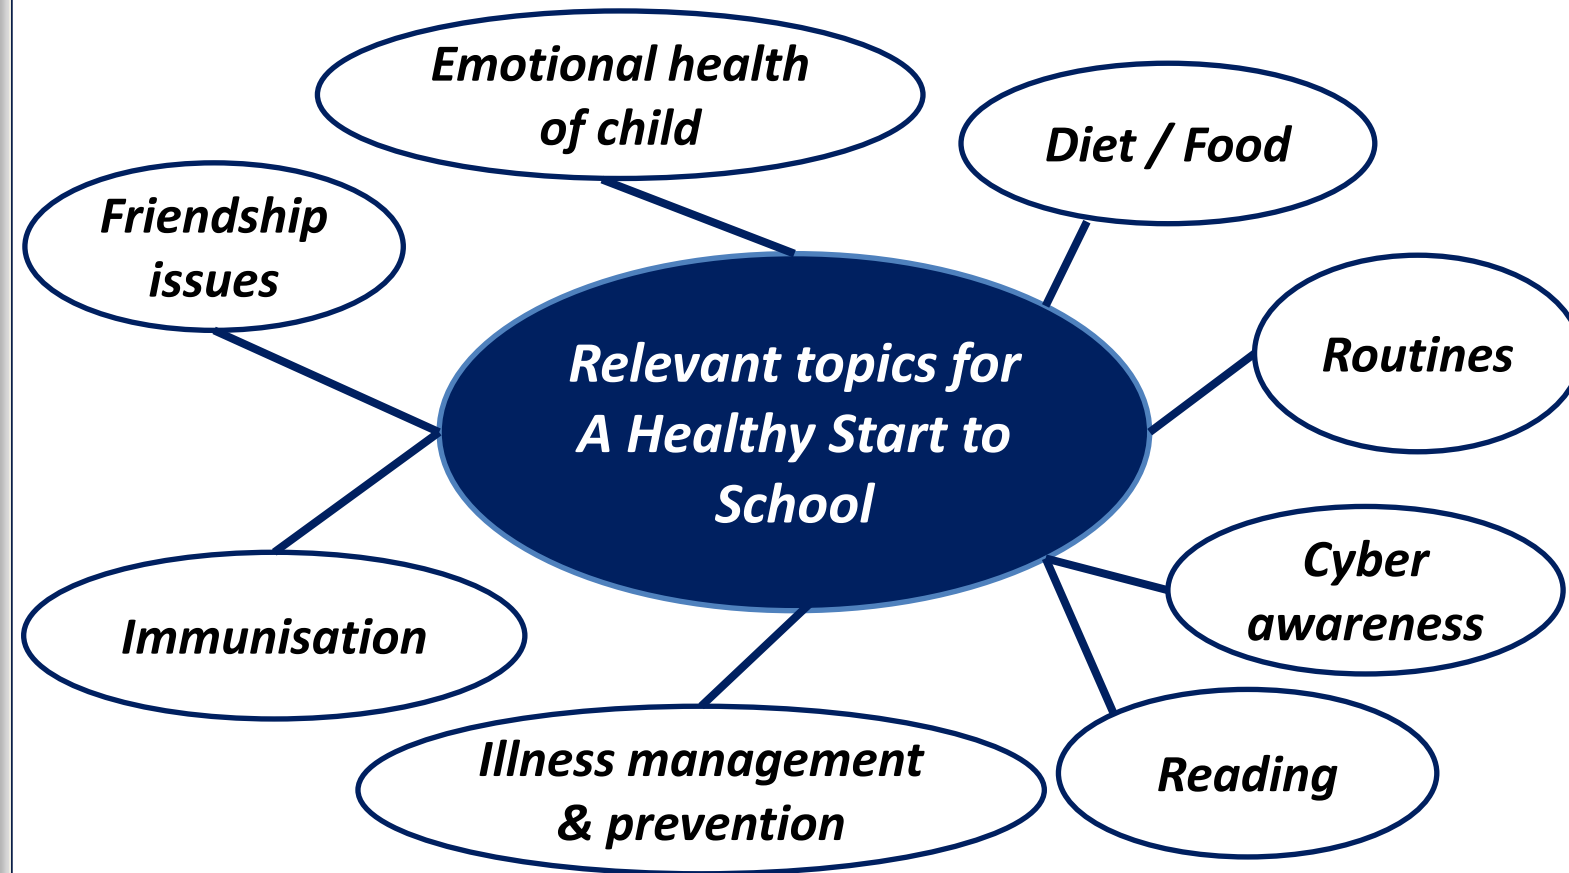 Emotional health
of child
Diet / Food
Friendship
issues
Routines
Relevant topics for
A Healthy Start to
School
Cyber
awareness
Immunisation
Illness management
& prevention
Reading